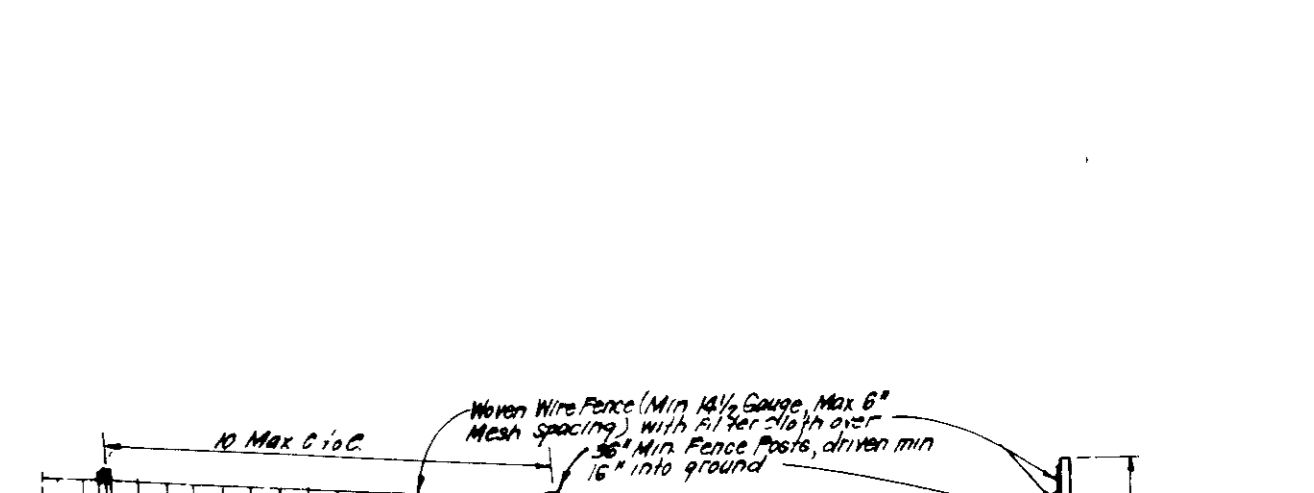 Woven Wire Fence (Min 14½ Gauge, Max 6"
Mesh spacing) with Filter cloth over
10 Max C to C
36" Min. Fence Posts, driven min
16" into ground